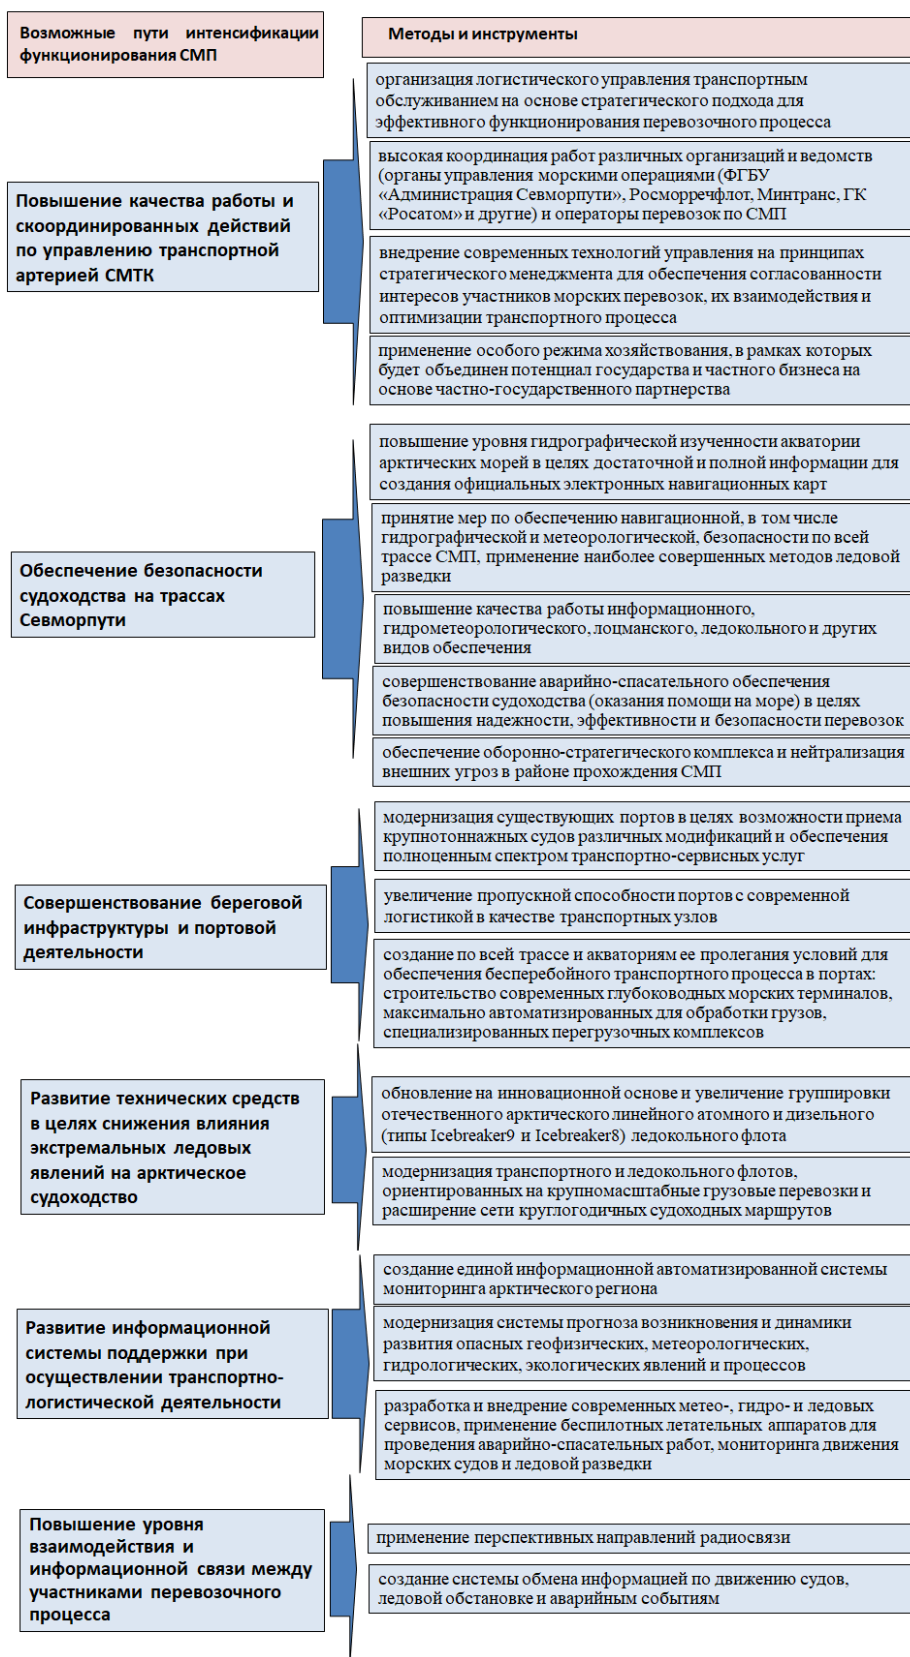 Возможные пути интенсификации
функционирования СМП
Методы и инструменты
Повышение качества работы и
скоординированных действий
по управлению транспортной
артерией СМТК
организация логистического управления транспортным
обслуживанием на основе стратегического подхода для
эффективного функционирования перевозочного процесса
высокая координация работ различных организаций и ведомств
(органы управления морскими операциями (ФГБУ
«Администрация Севморпути», Росморречфлот, Минтранс, ГК
«Росатом» и другие) и операторы перевозок по СМП
внедрение современных технологий управления на принципах
стратегического менеджмента для обеспечения согласованности
интересов участников морских перевозок, их взаимодействия и
оптимизации транспортного процесса
применение особого режима хозяйствования, в рамках которых
будет объединен потенциал государства и частного бизнеса на
основе частно-государственного партнерства
Обеспечение безопасности
судоходства на трассах
Севморпути
повышение уровня гидрографической изученности акватории
арктических морей в целях достаточной и полной информации для
создания официальных электронных навигационных карт
принятие мер по обеспечению навигационной, в том числе
гидрографической и метеорологической, безопасности по всей
трассе СМП, применение наиболее совершенных методов ледовой
разведки
повышение качества работы информационного,
гидрометеорологического, лоцманского, ледокольного и других
видов обеспечения
совершенствование аварийно-спасательного обеспечения
безопасности судоходства (оказания помощи на море) в целях
повышения надежности, эффективности и безопасности перевозок
обеспечение оборонно-стратегического комплекса и нейтрализация
внешних угроз в районе прохождения СМП
Совершенствование береговой
инфраструктуры и портовой
деятельности
модернизация существующих портов в целях возможности приема
крупнотоннажных судов различных модификаций и обеспечения
полноценным спектром транспортно-сервисных услуг
увеличение пропускной способности портов с современной
логистикой в качестве транспортных узлов
создание по всей трассе и акваториям ее пролегания условий для
обеспечения бесперебойного транспортного процесса в портах:
строительство современных глубоководных морских терминалов,
максимально автоматизированных для обработки грузов,
специализированных перегрузочных комплексов
Развитие технических средств
в целях снижения влияния
экстремальных ледовых
явлений на арктическое
судоходство
обновление на инновационной основе и увеличение группировки
отечественного арктического линейного атомного и дизельного
(типы Icebreaker9 и Icebreaker8) ледокольного флота
модернизация транспортного и ледокольного флотов,
ориентированных на крупномасштабные грузовые перевозки и
расширение сети круглогодичных судоходных маршрутов
Развитие информационной
системы поддержки при
осуществлении транспортно-
логистической деятельности
создание единой информационной автоматизированной системы
мониторинга арктического региона
модернизация системы прогноза возникновения и динамики
развития опасных геофизических, метеорологических,
гидрологических, экологических явлений и процессов
разработка и внедрение современных метео-, гидро- и ледовых
сервисов, применение беспилотных летательных аппаратов для
проведения аварийно-спасательных работ, мониторинга движения
морских судов и ледовой разведки
Повышение уровня
взаимодействия и
информационной связи между
участниками перевозочного
процесса
применение перспективных направлений радиосвязи
создание системы обмена информацией по движению судов,
ледовой обстановке и аварийным событиям